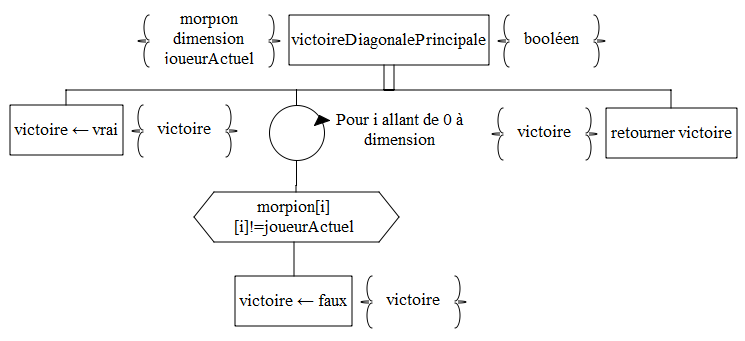 morpion
dimension
joueurActuel
victoireDiagonalePrincipale
booléen
victoire ← vrai
victoire
Pour i allant de 0 à
dimension
victoire
retourner victoire
morpion[i]
[i]!=joueurActuel
victoire ← faux
victoire